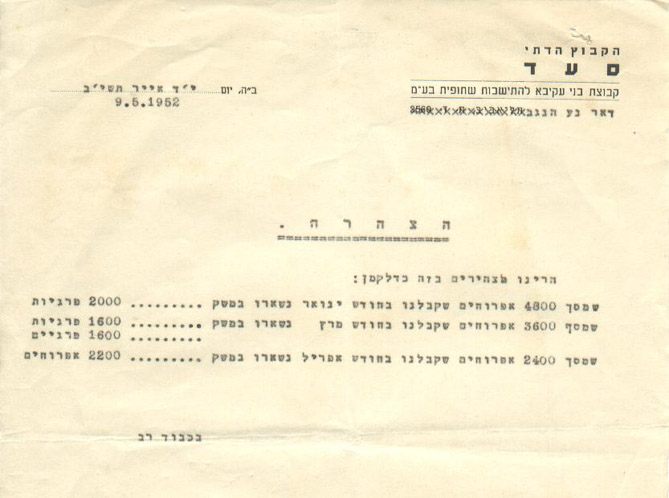 הקבוץ הדתי
סעד
קבוצת בני עקיבא להתישבות שתופית בע״מ
דאר נע הנגב
ב״ה, יום י״ד אייר תשי״ב
9.5.1952
הצהרה.
הרינו מצהירים בזה כדלקמן:
שמסך 4800 אפרוחים שקבלנו בחודש ינואר נשארו במשק ......... 2000 פרגיות
שמסך 3600 אפרוחים שקבלנו בחודש מרץ נשארו במשק ......... 1600 פרגיות
......... 1600 פרגיים
שמסך 2400 אפרוחים שקבלנו בחודש אפריל נשארו במשק ......... 2200 אפרוחים
בכבוד רב